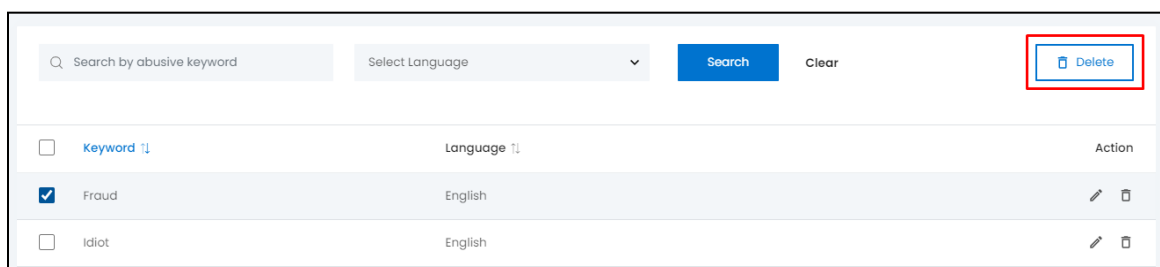 Search by abusive keyword Select Language Search Clear Delete
Keyword Language Action
Fraud English
Idiot English